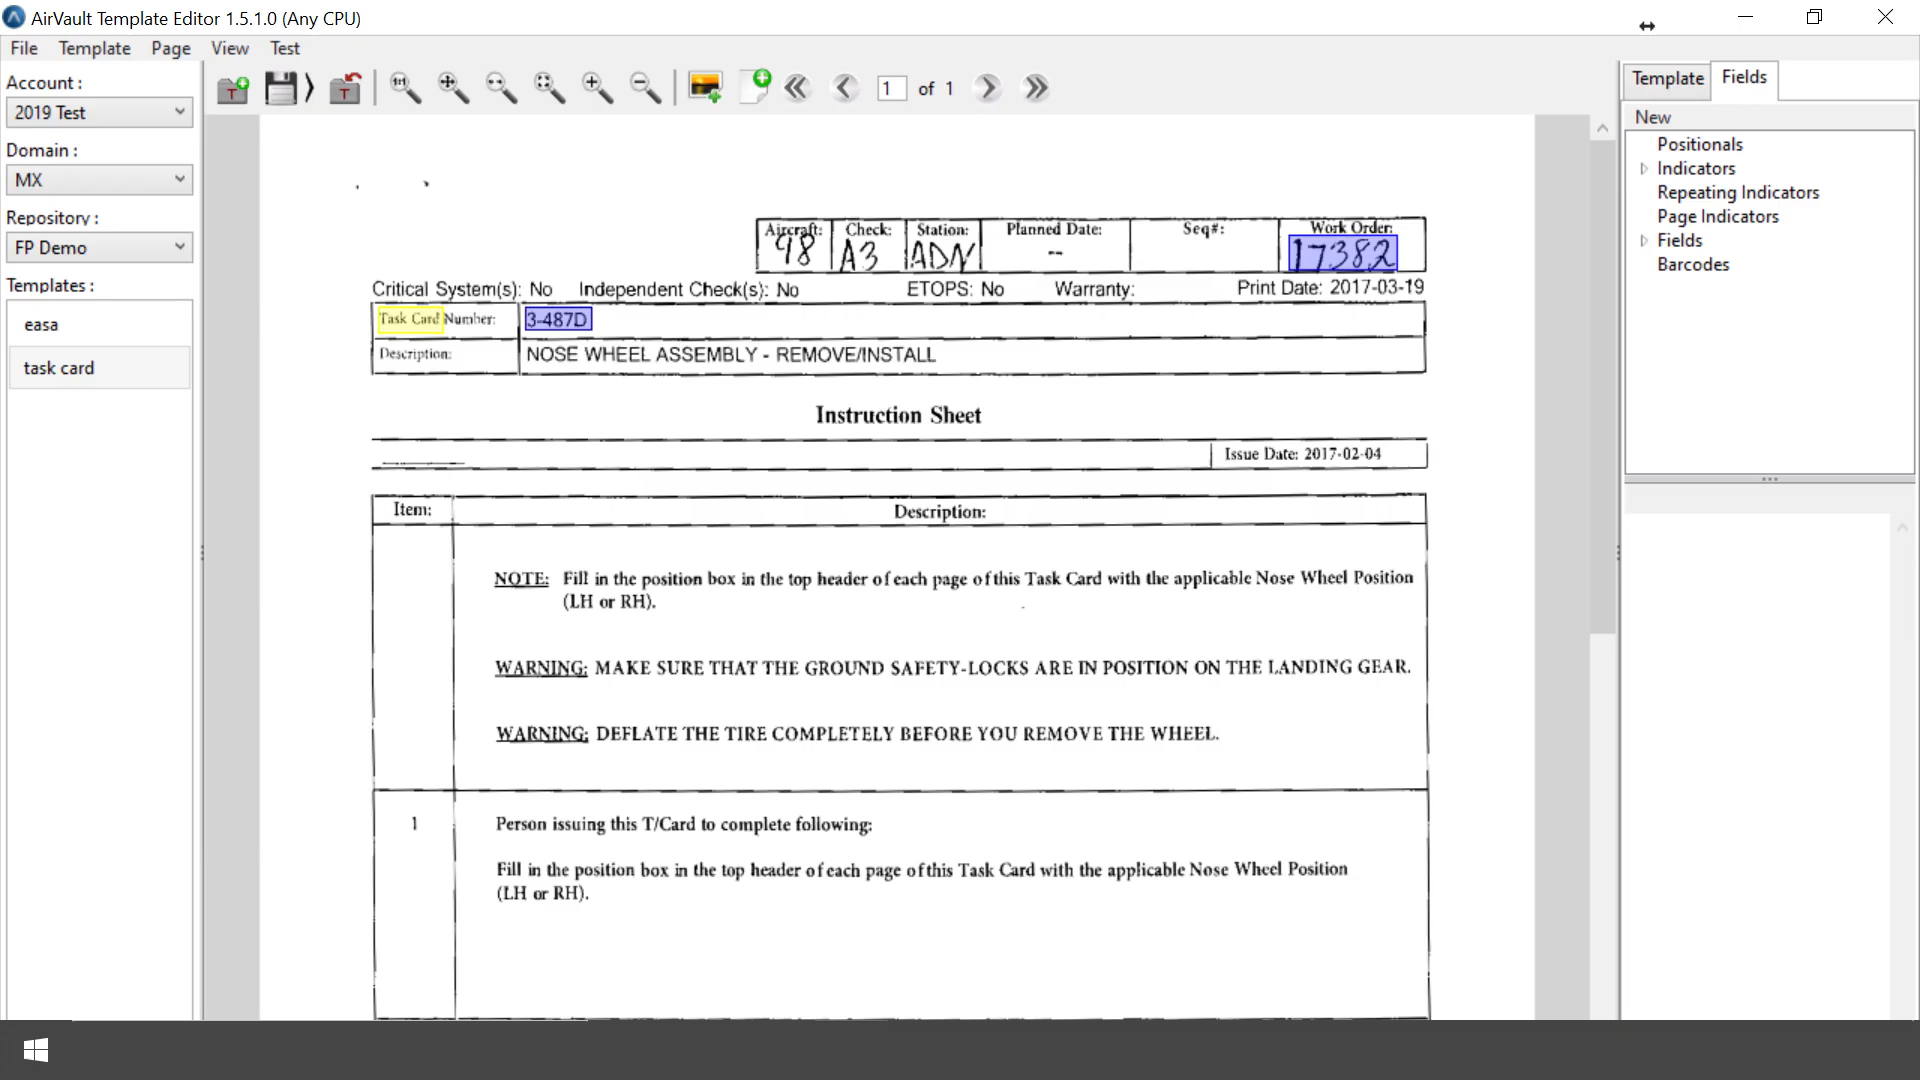 AirVault Template Editor 1.5.1.0 (Any CPU)
File Template Page View Test
Account :
2019 Test
Domain :
MX
Repository :
FP Demo
Templates :
easa
task card
1:1
1 of 1
Aircraft: Check: Station: Planned Date: Seq#: Work Order:
98 A3 ADN -- 17382
Critical System(s): No Independent Check(s): No ETOPS: No Warranty: Print Date: 2017-03-19
Task Card Number: 3-487D
Description: NOSE WHEEL ASSEMBLY - REMOVE/INSTALL
Instruction Sheet
Issue Date: 2017-02-04
Item: Description:
NOTE: Fill in the position box in the top header of each page of this Task Card with the applicable Nose Wheel Position
(LH or RH).
WARNING: MAKE SURE THAT THE GROUND SAFETY-LOCKS ARE IN POSITION ON THE LANDING GEAR.
WARNING: DEFLATE THE TIRE COMPLETELY BEFORE YOU REMOVE THE WHEEL.
1 Person issuing this T/Card to complete following:
Fill in the position box in the top header of each page of this Task Card with the applicable Nose Wheel Position
(LH or RH).
Template Fields
New
Positionals
Indicators
Repeating Indicators
Page Indicators
Fields
Barcodes